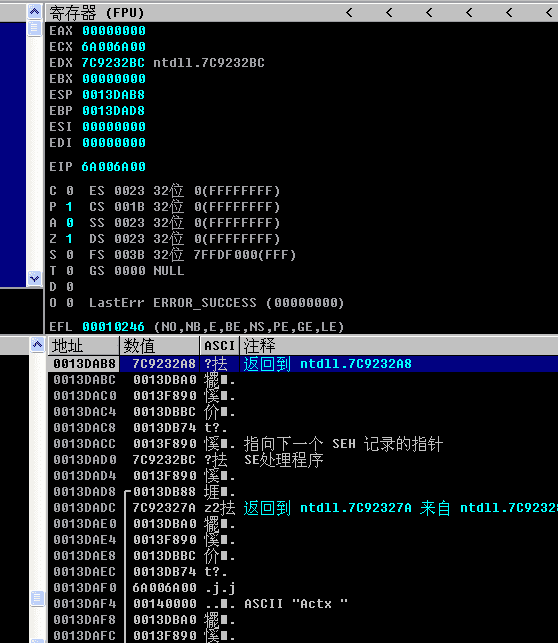 寄存器 (FPU) < < < < < <
EAX 00000000
ECX 6A006A00
EDX 7C9232BC ntdll.7C9232BC
EBX 00000000
ESP 0013DAB8
EBP 0013DAD8
ESI 00000000
EDI 00000000
EIP 6A006A00
C 0 ES 0023 32位 0(FFFFFFFF)
P 1 CS 001B 32位 0(FFFFFFFF)
A 0 SS 0023 32位 0(FFFFFFFF)
Z 1 DS 0023 32位 0(FFFFFFFF)
S 0 FS 003B 32位 7FFDF000(FFF)
T 0 GS 0000 NULL
D 0
O 0 LastErr ERROR_SUCCESS (00000000)
EFL 00010246 (NO,NB,E,BE,NS,PE,GE,LE)
地址 数值 ASCI 注释
0013DAB8 7C9232A8 ?抾 返回到 ntdll.7C9232A8
0013DABC 0013DBA0
0013DAC0 0013F890
0013DAC4 0013DBBC 价■.
0013DAC8 0013DB74 t?.
0013DACC 0013F890 指向下一个 SEH 记录的指针
0013DAD0 7C9232BC ?抾 SE处理程序
0013DAD4 0013F890
0013DAD8 0013DB88
0013DADC 7C92327A z2抾 返回到 ntdll.7C92327A 来自 ntdll.7C9232
0013DAE0 0013DBA0
0013DAE4 0013F890
0013DAE8 0013DBBC 价■.
0013DAEC 0013DB74 t?.
0013DAF0 6A006A00 .j.j
0013DAF4 00140000 ..■. ASCII "Actx "
0013DAF8 0013DBA0
0013DAFC 0013F890